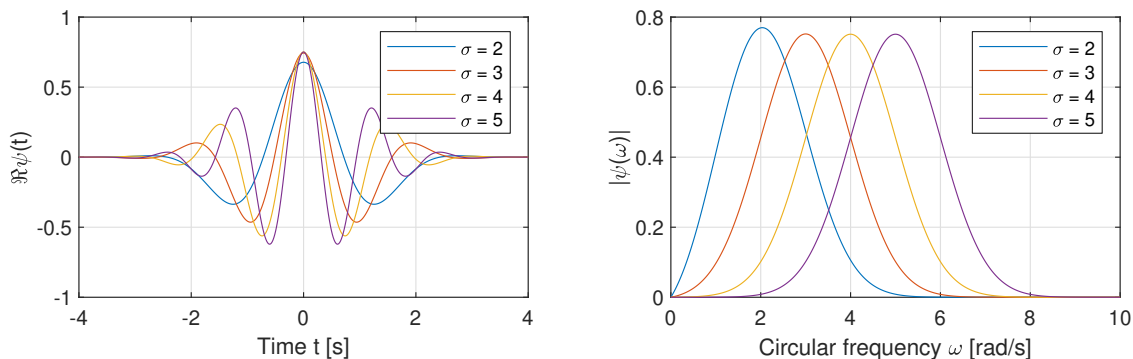 1
0.5
0
-0.5
-1
-4
-2
0
2
4
Time t [s]
ℜψ(t)
σ = 2
σ = 3
σ = 4
σ = 5
0.8
0.6
0.4
0.2
0
0
2
4
6
8
10
Circular frequency ω [rad/s]
|ψ(ω)|
σ = 2
σ = 3
σ = 4
σ = 5